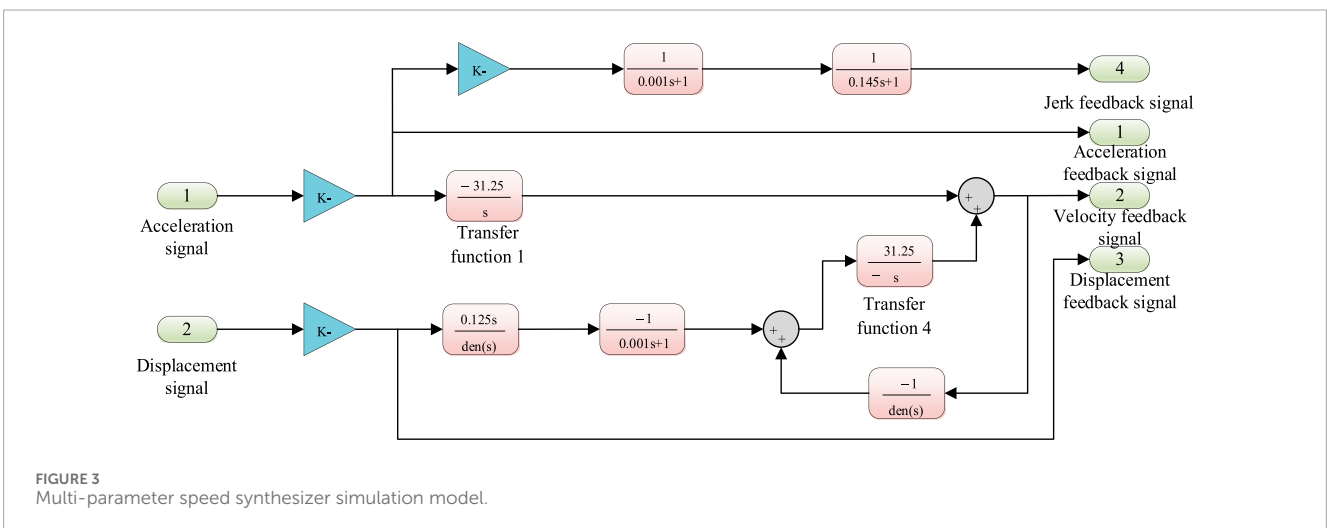 K-
1
0.001s+1
1
0.145s+1
4
Jerk feedback signal
1
Acceleration
feedback signal
1
Acceleration
signal
K-
− 31.25
s
Transfer
function 1
+
+
2
Velocity feedback
signal
31.25
− s
Transfer
function 4
3
Displacement
feedback signal
2
Displacement
signal
K-
0.125s
den(s)
−1
0.001s+1
+
+
−1
den(s)
FIGURE 3
Multi-parameter speed synthesizer simulation model.